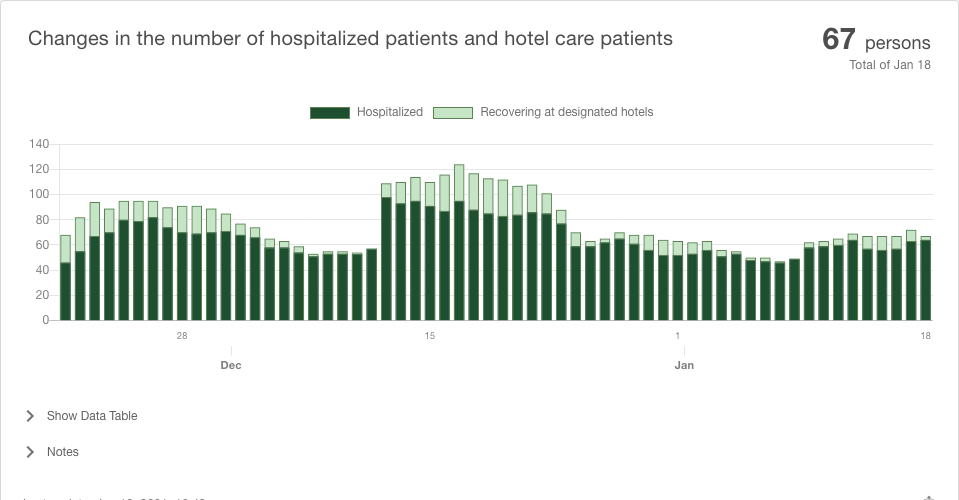 Changes in the number of hospitalized patients and hotel care patients
67 persons
Total of Jan 18
Hospitalized Recovering at designated hotels
140
120
100
80
60
40
20
0
28 15 1 18
Dec Jan
Show Data Table
Notes